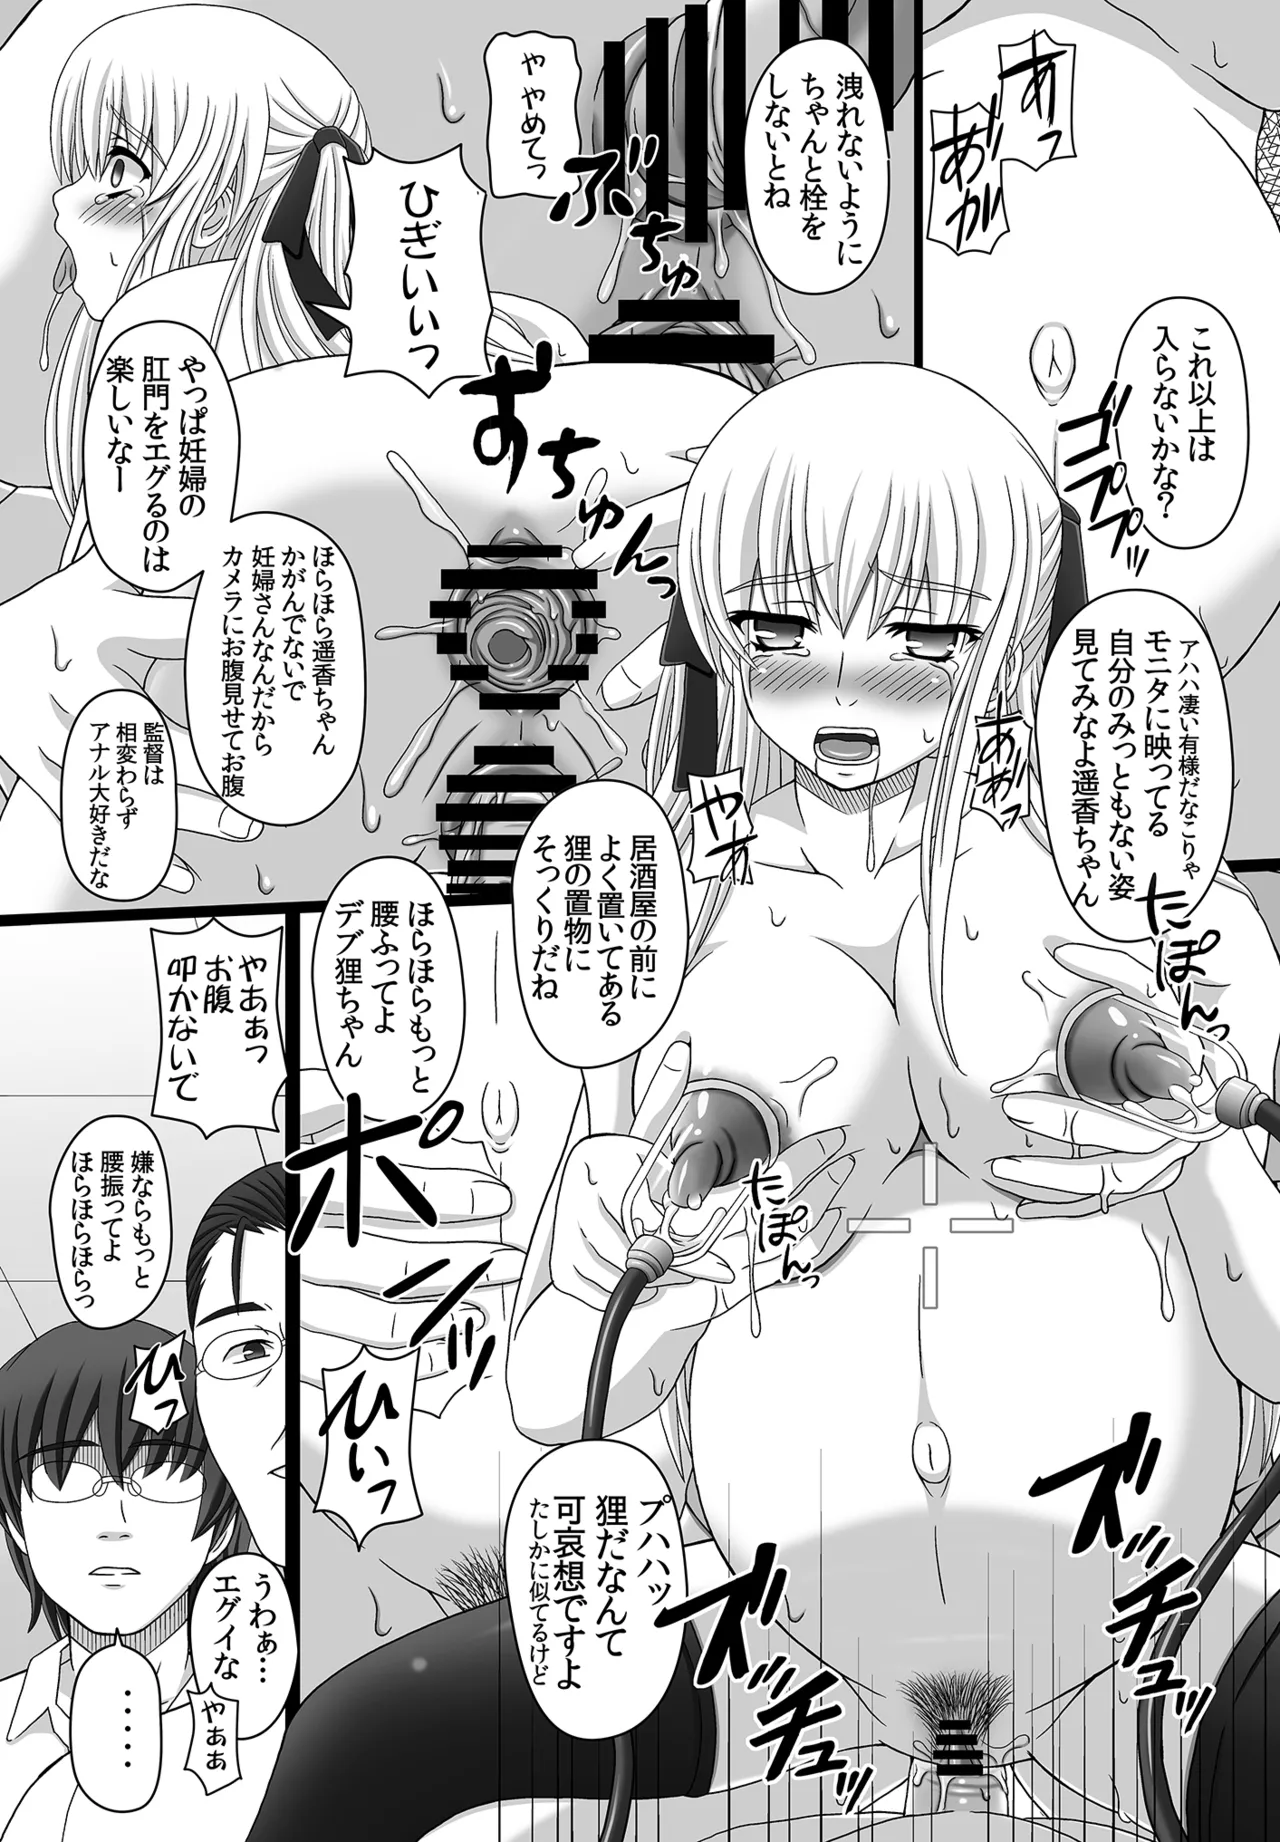 あっ
あ゛っ
あ゛ガ
これ以上は
入らないかな？
ゴプププッ
洩れないように
ちゃんと栓を
しないとね
ややめてっ
ぶ゛ちゅ
ひぎいいっ
やっぱ妊婦の
肛門をエグるのは
楽しいなー
ずおちゅんっ
ほらほら遥香ちゃん
かがんでないで
妊婦さんなんだから
カメラにお腹見せてお腹
監督は
相変わらず
アナル大好きだな
アハハ凄い有様だなこりゃ
モニタに映ってる
自分のみっともない姿
見てみなよ遥香ちゃん
たぽんっ
あ゛あ゛ぁっ
やぁぁ
居酒屋の前に
よく置いてある
狸の置物に
そっくりだね
たぽんっ
ほらほらもっと
腰ふってよ
デブ狸ちゃん
ポンッ
ひいっ
プハハッ
狸だなんて
可哀想ですよ
たしかに似てるけど
ズッチュッ
ズッチュッ
やあぁっ
お腹
叩かないで
嫌ならもっと
腰振ってよ
ほらほらほらっ
ひっ
うわぁ…
エグイな
やぁぁ
・・・・・